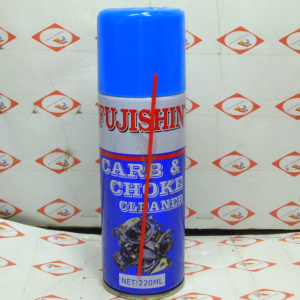 FUJISHIN
CARB &
CHOKE
CLEANER
NET:220ML